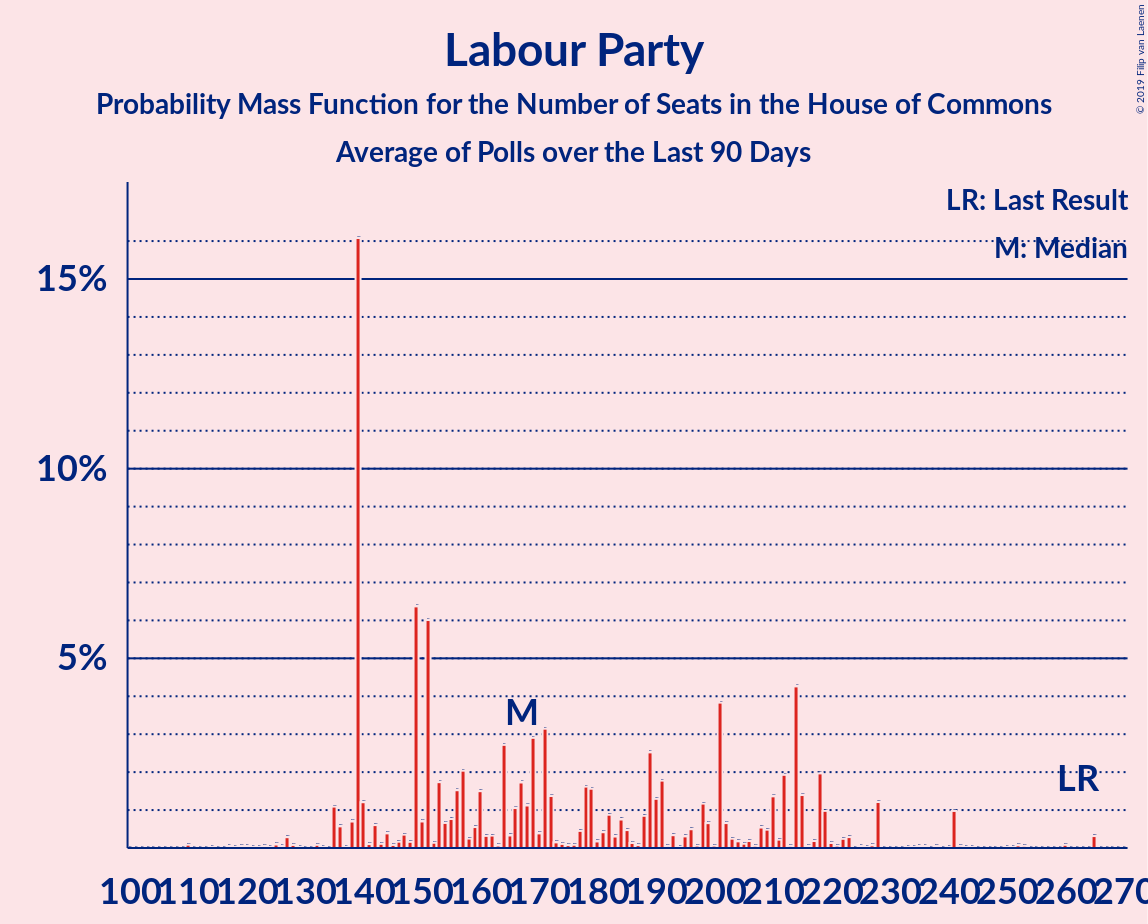 Labour Party
Probability Mass Function for the Number of Seats in the House of Commons
Average of Polls over the Last 90 Days
© 2019 Filip van Laenen
LR: Last Result
M: Median
15%
10%
5%
M
LR
100 110 120 130 140 150 160 170 180 190 200 210 220 230 240 250 260 270